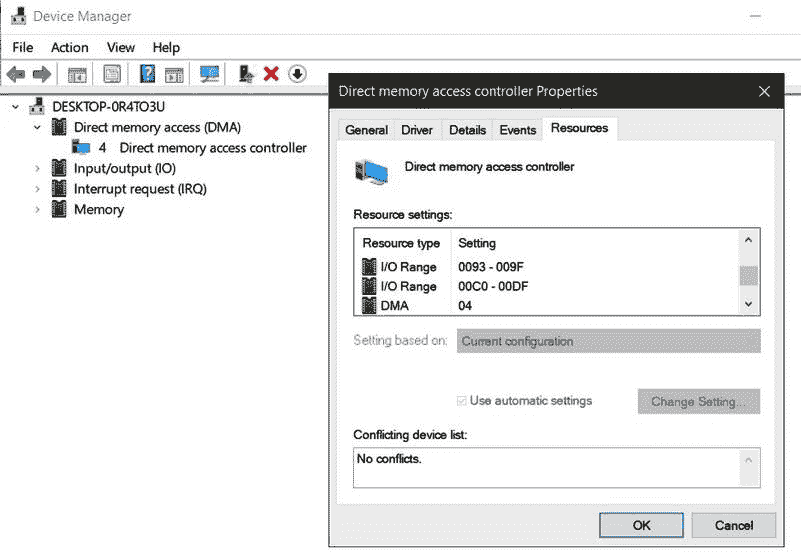 Device Manager
File Action View Help
DESKTOP-0R4TO3U
Direct memory access (DMA)
4 Direct memory access controller
Input/output (IO)
Interrupt request (IRQ)
Memory
Direct memory access controller Properties
General Driver Details Events Resources
Direct memory access controller
Resource settings:
Resource type Setting
I/O Range 0093 - 009F
I/O Range 00C0 - 00DF
DMA 04
Setting based on: Current configuration
Use automatic settings Change Setting...
Conflicting device list:
No conflicts.
OK Cancel